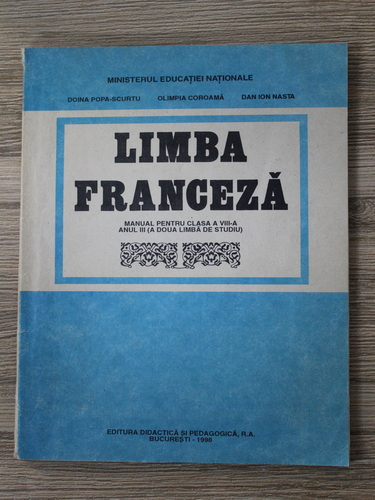 MINISTERUL EDUCAȚIEI NAȚIONALE
DOINA POPA-SCURTU OLIMPIA COROAMĂ DAN ION NASTA
LIMBA
FRANCEZĂ
MANUAL PENTRU CLASA A VIII-A
ANUL III (A DOUA LIMBĂ DE STUDIU)
EDITURA DIDACTICĂ ȘI PEDAGOGICĂ, R.A.
BUCUREȘTI - 1998